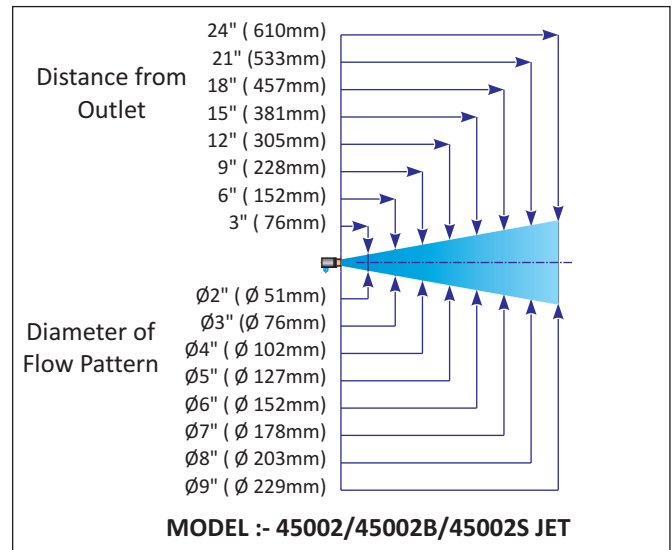 24" ( 610mm)
21" (533mm)
18" ( 457mm)
15" ( 381mm)
12" ( 305mm)
9" ( 228mm)
6" ( 152mm)
3" ( 76mm)
Distance from
Outlet
Ø2" ( Ø 51mm)
Ø3" (Ø 76mm)
Ø4" ( Ø 102mm)
Ø5" ( Ø 127mm)
Ø6" ( Ø 152mm)
Ø7" ( Ø 178mm)
Ø8" ( Ø 203mm)
Ø9" ( Ø 229mm)
Diameter of
Flow Pattern
MODEL :- 45002/45002B/45002S JET